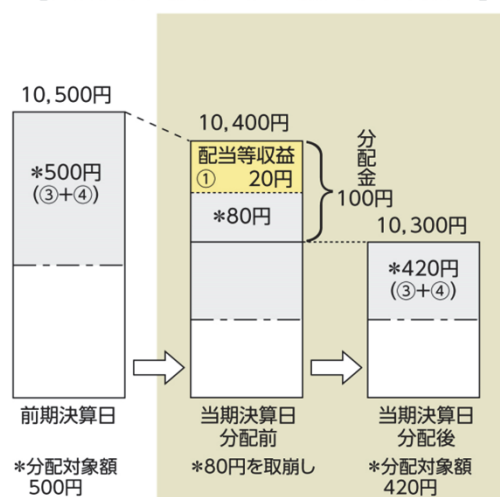 10,500円
*500円
(③+④)
前期決算日
*分配対象額
500円
10,400円
配当等収益
① 20円
*80円
分配金
100円
当期決算日
分配前
*80円を取崩し
10,300円
*420円
(③+④)
当期決算日
分配後
*分配対象額
420円